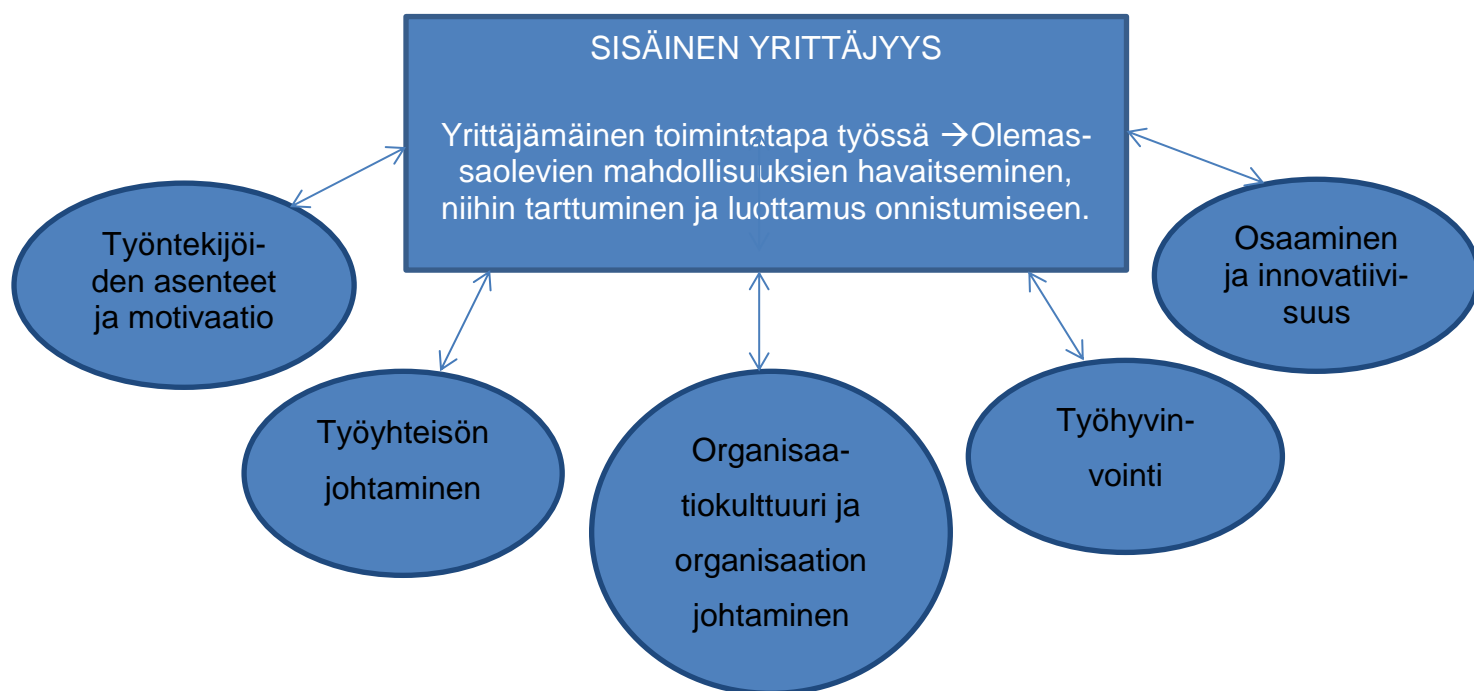 SISÄINEN YRITTÄJYYS
Yrittäjämäinen toimintatapa työssä →Olemas-
saolevien mahdollisuuksien havaitseminen,
niihin tarttuminen ja luottamus onnistumiseen.
Työntekijöi-
den asenteet
ja motivaatio
Työyhteisön
johtaminen
Organisaa-
tiokulttuuri ja
organisaation
johtaminen
Työhyvin-
vointi
Osaaminen
ja innovatiivi-
suus